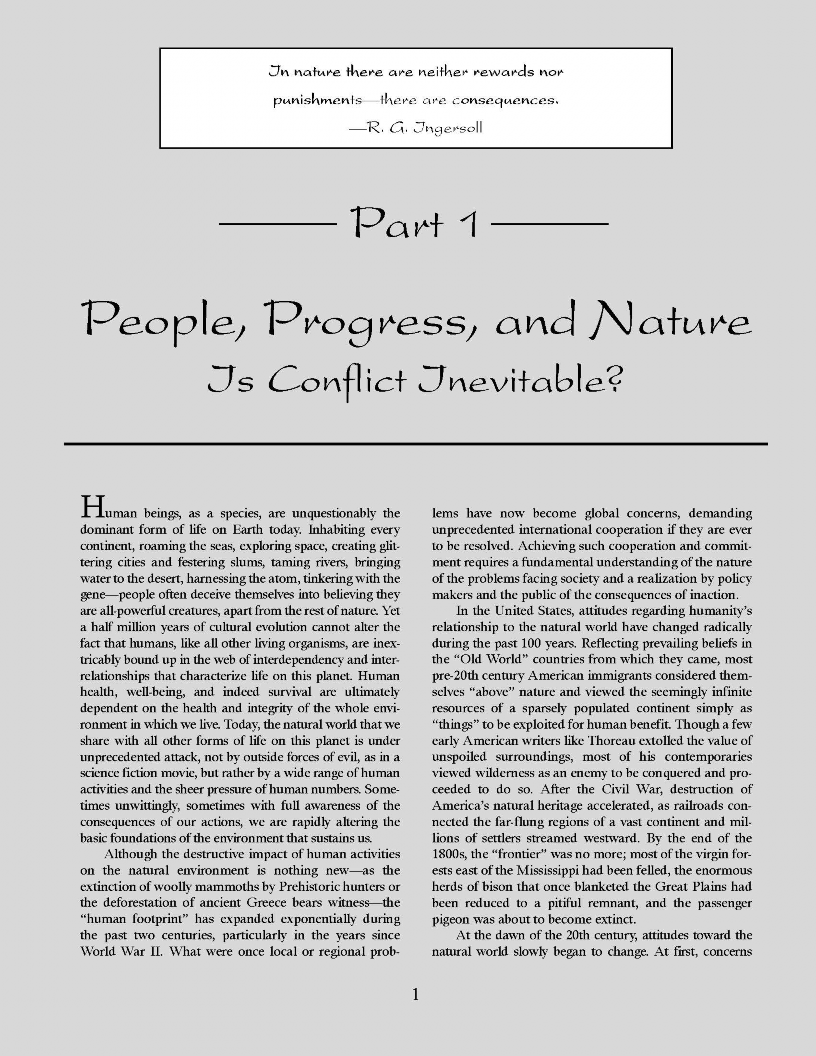 In nature there are neither rewards nor
punishments—there are consequences.
—R. G. Ingersoll
Part 1
People, Progress, and Nature
Is Conflict Inevitable?
Human beings, as a species, are unquestionably the
dominant form of life on Earth today. Inhabiting every
continent, roaming the seas, exploring space, creating glit-
tering cities and festering slums, taming rivers, bringing
water to the desert, harnessing the atom, tinkering with the
gene—people often deceive themselves into believing they
are all-powerful creatures, apart from the rest of nature. Yet
a half million years of cultural evolution cannot alter the
fact that humans, like all other living organisms, are inex-
tricably bound up in the web of interdependency and inter-
relationships that characterize life on this planet. Human
health, well-being, and indeed survival are ultimately
dependent on the health and integrity of the whole envi-
ronment in which we live. Today, the natural world that we
share with all other forms of life on this planet is under
unprecedented attack, not by outside forces of evil, as in a
science fiction movie, but rather by a wide range of human
activities and the sheer pressure of human numbers. Some-
times unwittingly, sometimes with full awareness of the
consequences of our actions, we are rapidly altering the
basic foundations of the environment that sustains us.
Although the destructive impact of human activities
on the natural environment is nothing new—as the
extinction of woolly mammoths by Prehistoric hunters or
the deforestation of ancient Greece bears witness—the
“human footprint” has expanded exponentially during
the past two centuries, particularly in the years since
World War II. What were once local or regional prob-
lems have now become global concerns, demanding
unprecedented international cooperation if they are ever
to be resolved. Achieving such cooperation and commit-
ment requires a fundamental understanding of the nature
of the problems facing society and a realization by policy
makers and the public of the consequences of inaction.
In the United States, attitudes regarding humanity’s
relationship to the natural world have changed radically
during the past 100 years. Reflecting prevailing beliefs in
the “Old World” countries from which they came, most
pre-20th century American immigrants considered them-
selves “above” nature and viewed the seemingly infinite
resources of a sparsely populated continent simply as
“things” to be exploited for human benefit. Though a few
early American writers like Thoreau extolled the value of
unspoiled surroundings, most of his contemporaries
viewed wilderness as an enemy to be conquered and pro-
ceeded to do so. After the Civil War, destruction of
America’s natural heritage accelerated, as railroads con-
nected the far-flung regions of a vast continent and mil-
lions of settlers streamed westward. By the end of the
1800s, the “frontier” was no more; most of the virgin for-
ests east of the Mississippi had been felled, the enormous
herds of bison that once blanketed the Great Plains had
been reduced to a pitiful remnant, and the passenger
pigeon was about to become extinct.
At the dawn of the 20th century, attitudes toward the
natural world slowly began to change. At first, concerns
1